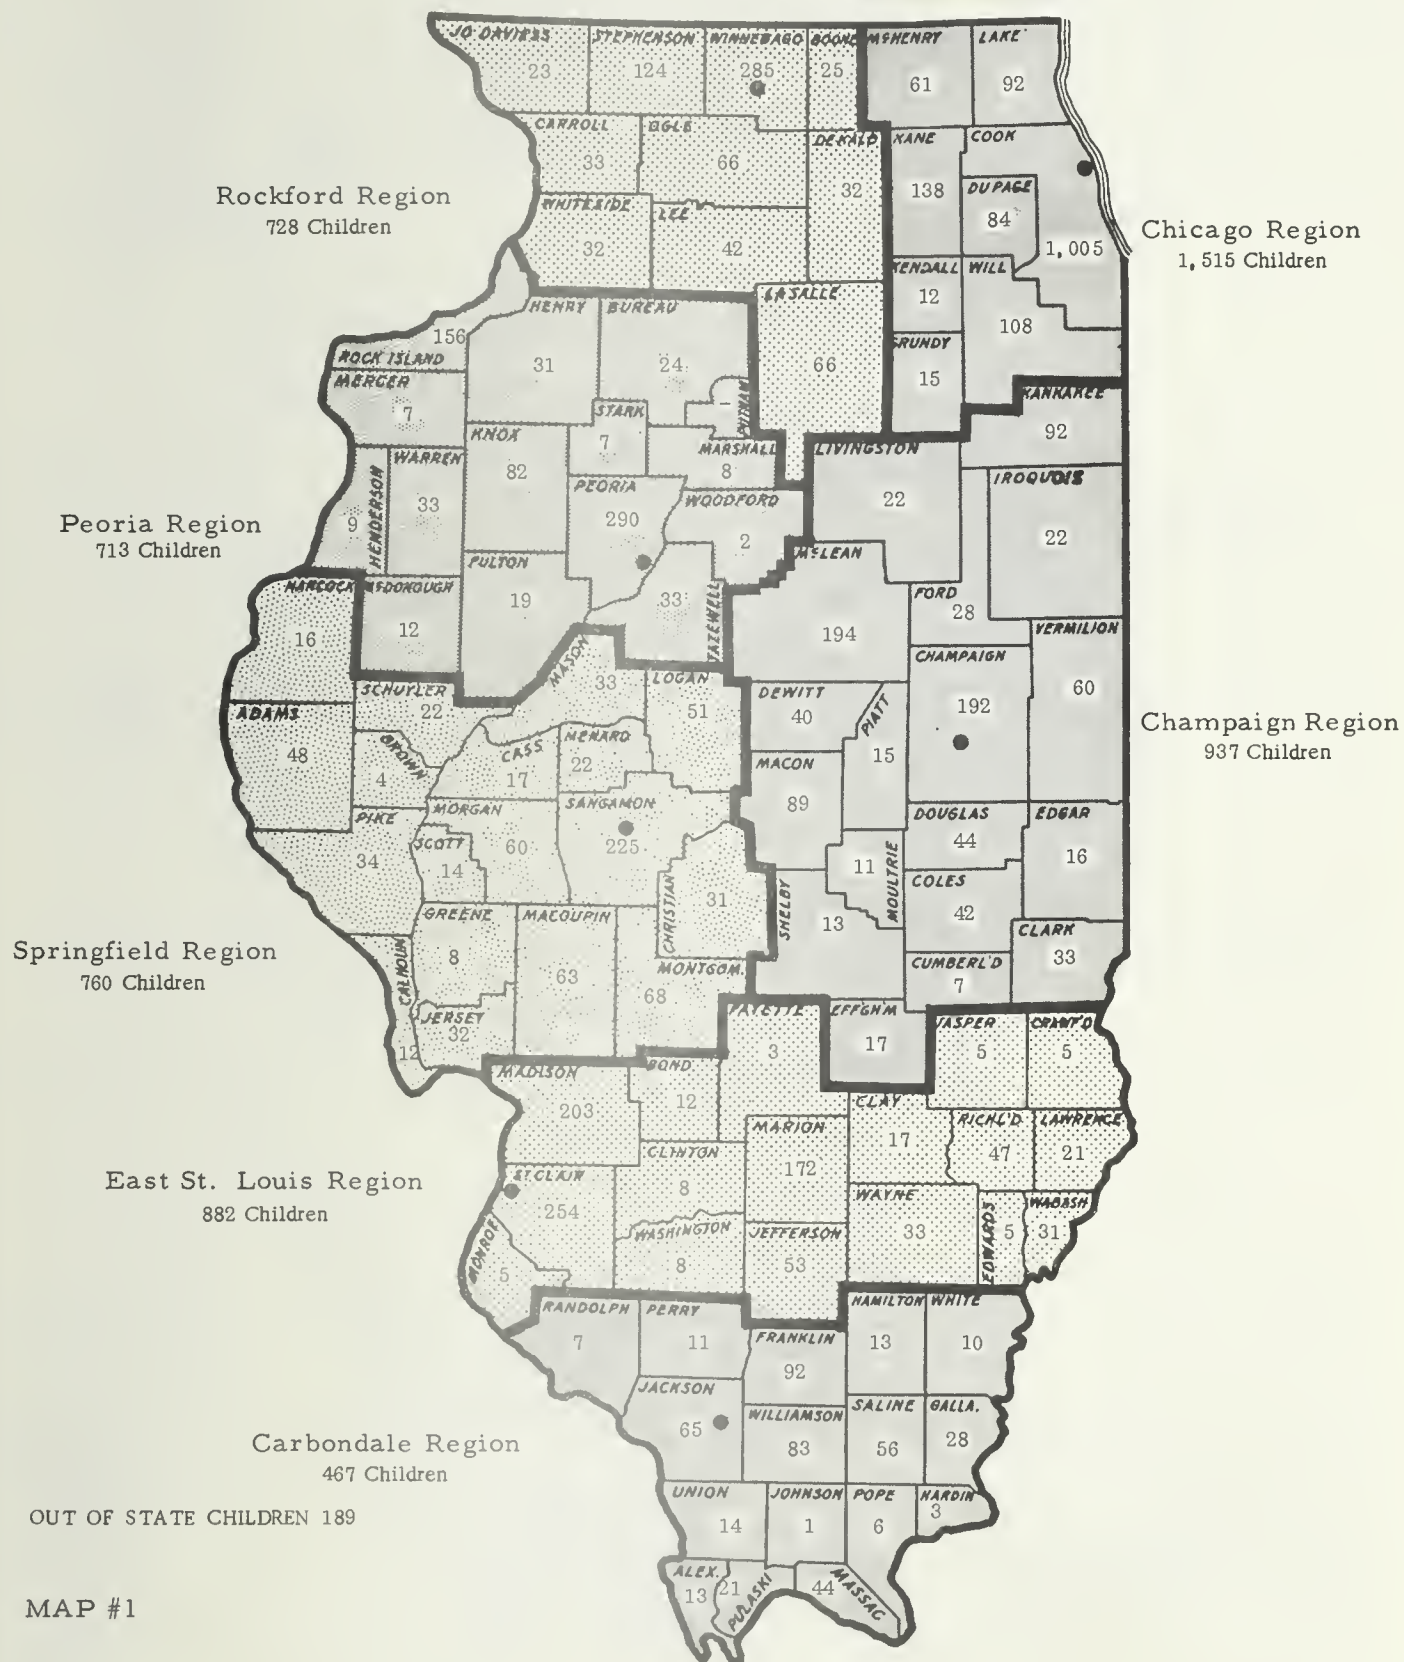 JO DAVIESS
23
STEPHENSON
124
WINNEBAGO
285
BOONE
25
McHENRY
61
LAKE
92
CARROLL
33
OGLE
66
DE KALB
32
KANE
138
COOK
1,005
DU PAGE
84
Rockford Region
728 Children
WHITESIDE
32
LEE
42
Chicago Region
1, 515 Children
KENDALL
12
WILL
108
LA SALLE
66
GRUNDY
15
HENRY
31
BUREAU
24
156
ROCK ISLAND
MERCER
7
STARK
7
-
PUTNAM
KANKAKEE
92
KNOX
82
WARREN
33
HENDERSON
9
MARSHALL
8
LIVINGSTON
22
IROQUOIS
22
PEORIA
290
WOODFORD
2
Peoria Region
713 Children
McLEAN
194
FULTON
19
33
TAZEWELL
FORD
28
HANCOCK
16
McDONOUGH
12
VERMILION
60
MASON
33
LOGAN
51
CHAMPAIGN
192
SCHUYLER
22
DEWITT
40
PIATT
15
ADAMS
48
BROWN
4
CASS
17
MENARD
22
Champaign Region
937 Children
MACON
89
PIKE
34
MORGAN
60
SCOTT
14
SANGAMON
225
DOUGLAS
44
EDGAR
16
CHRISTIAN
31
SHELBY
13
11
MOULTRIE
COLES
42
GREENE
8
MACOUPIN
63
Springfield Region
760 Children
CALHOUN
12
MONTGOM.
68
CUMBERL'D
7
CLARK
33
JERSEY
32
FAYETTE
3
EFFGHM
17
JASPER
5
CRAWF'D
5
MADISON
203
BOND
12
CLAY
17
RICHL'D
47
LAWRENCE
21
MARION
172
CLINTON
8
East St. Louis Region
882 Children
ST. CLAIR
254
WAYNE
33
EDWARDS
5
WABASH
31
MONROE
5
WASHINGTON
8
JEFFERSON
53
RANDOLPH
7
PERRY
11
HAMILTON
13
WHITE
10
FRANKLIN
92
JACKSON
65
WILLIAMSON
83
SALINE
56
GALLA.
28
Carbondale Region
467 Children
UNION
14
JOHNSON
1
POPE
6
HARDIN
3
OUT OF STATE CHILDREN 189
ALEX.
13
21
PULASKI
44
MASSAC
MAP #1